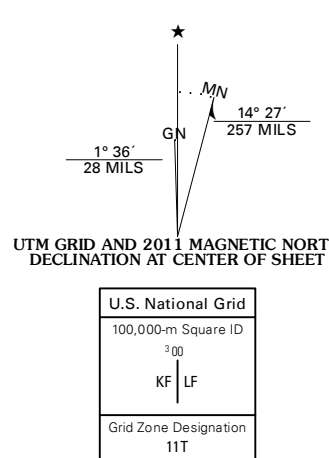 ★
MN
GN
14° 27´
257 MILS
1° 36´
28 MILS
UTM GRID AND 2011 MAGNETIC NORT
DECLINATION AT CENTER OF SHEET
U.S. National Grid
100,000-m Square ID
³00
KF LF
Grid Zone Designation
11T